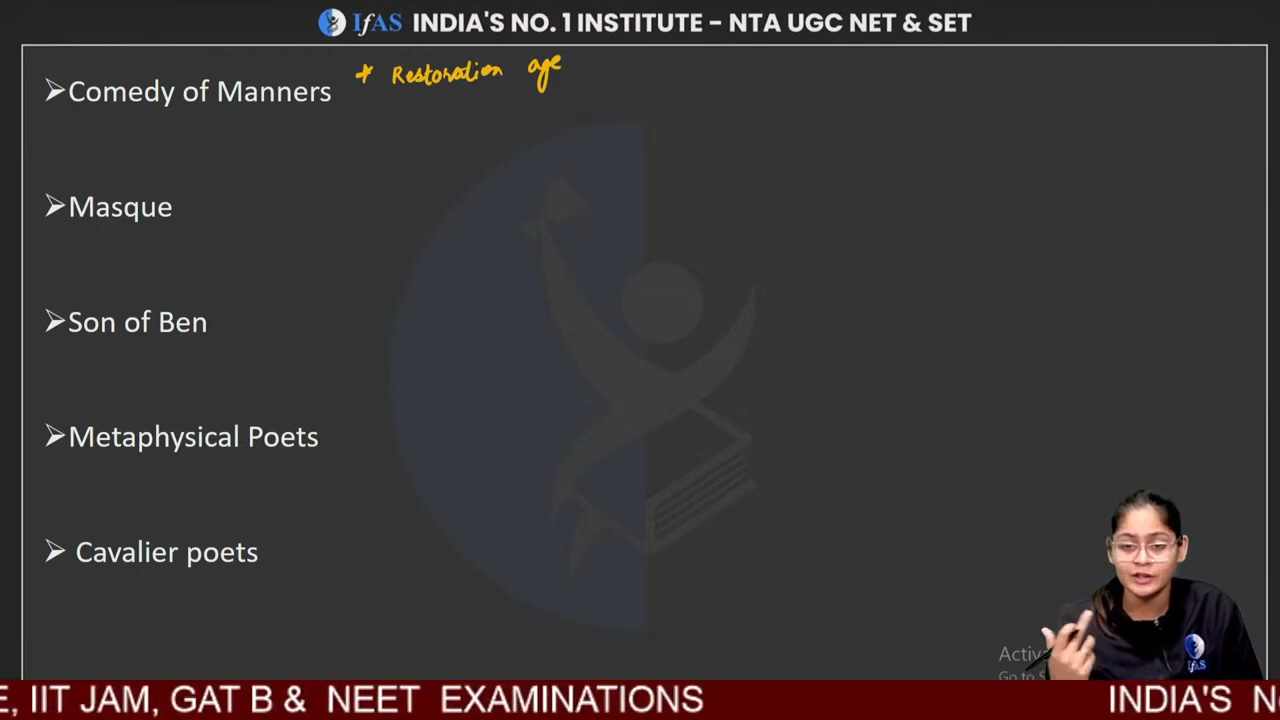 IfAS INDIA'S NO. 1 INSTITUTE – NTA UGC NET & SET
* Restoration age
➢Comedy of Manners
➢Masque
➢Son of Ben
➢Metaphysical Poets
➢ Cavalier poets
IfAS
E, IIT JAM, GAT B & NEET EXAMINATIONS INDIA'S